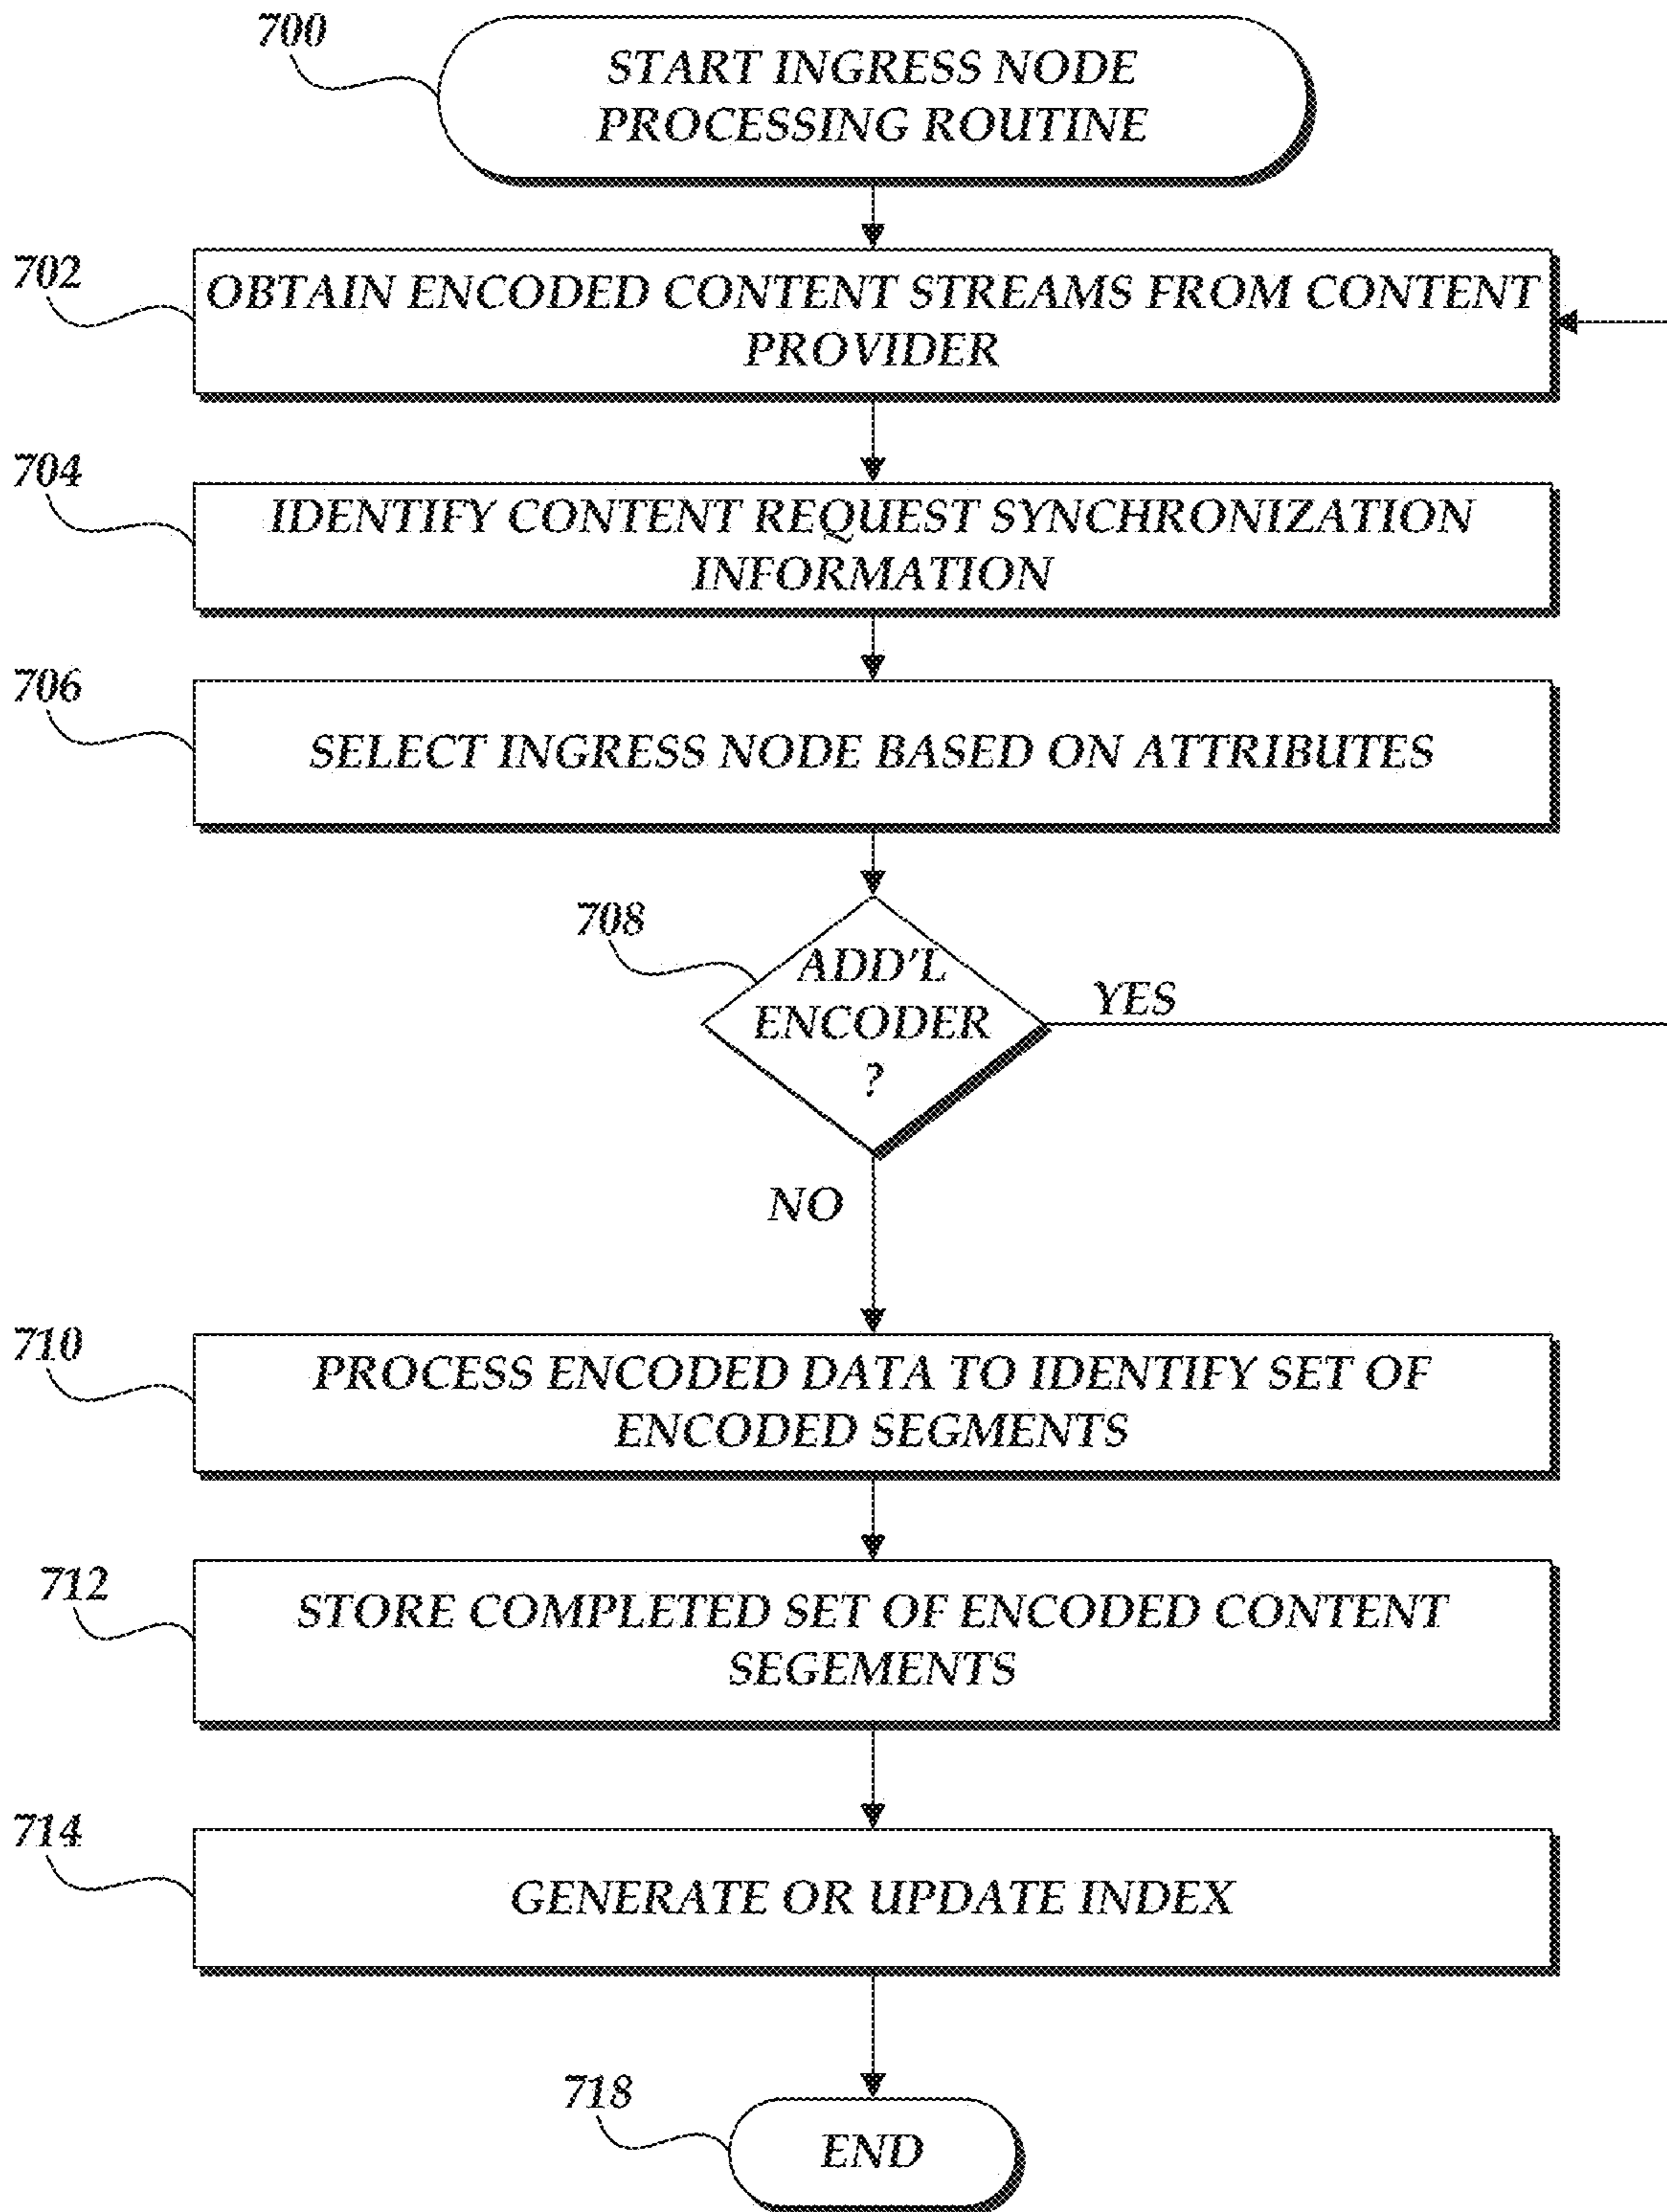 700
START INGRESS NODE
PROCESSING ROUTINE
702
OBTAIN ENCODED CONTENT STREAMS FROM CONTENT
PROVIDER
704
IDENTIFY CONTENT REQUEST SYNCHRONIZATION
INFORMATION
706
SELECT INGRESS NODE BASED ON ATTRIBUTES
708
ADD'L
ENCODER
?
YES
NO
710
PROCESS ENCODED DATA TO IDENTIFY SET OF
ENCODED SEGMENTS
712
STORE COMPLETED SET OF ENCODED CONTENT
SEGEMENTS
714
GENERATE OR UPDATE INDEX
718
END